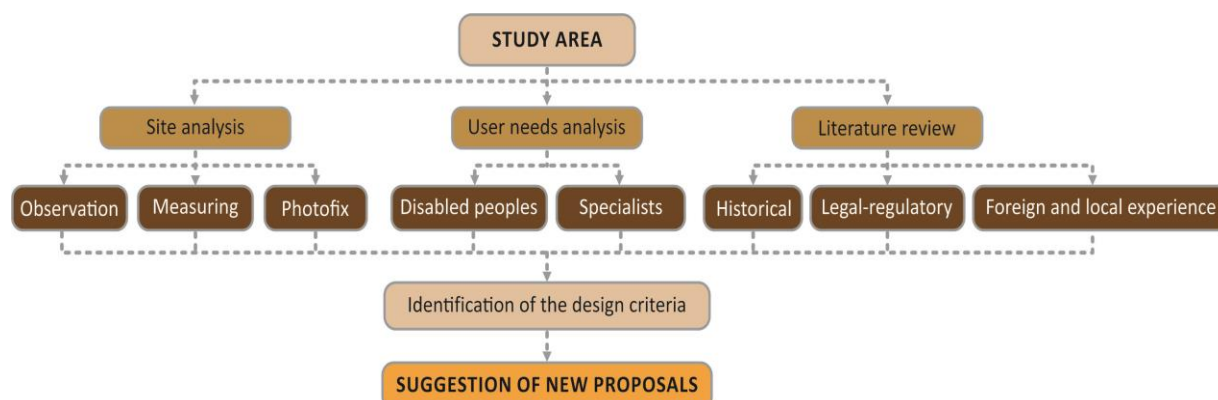 STUDY AREA
Site analysis
User needs analysis
Literature review
Observation
Measuring
Photofix
Disabled peoples
Specialists
Historical
Legal-regulatory
Foreign and local experience
Identification of the design criteria
SUGGESTION OF NEW PROPOSALS